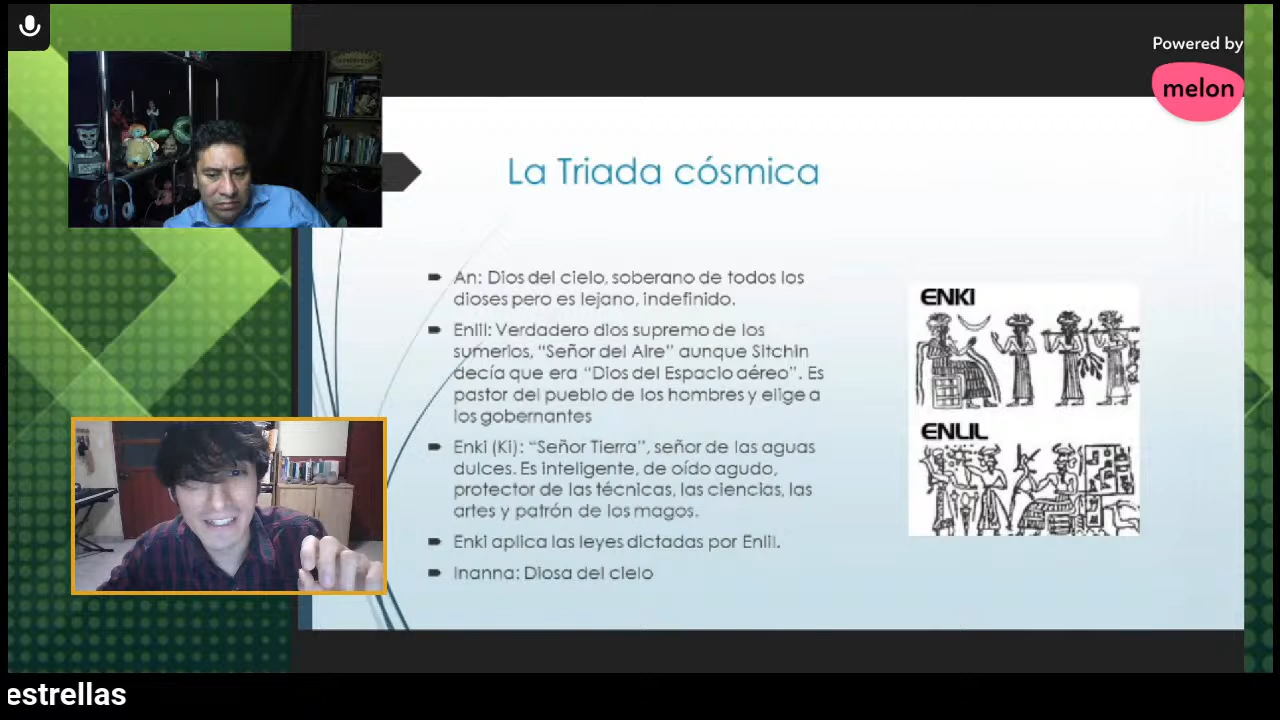 Powered by
melon
La Triada cósmica
An: Dios del cielo, soberano de todos los
dioses pero es lejano, indefinido.
Enlil: Verdadero dios supremo de los
sumerios, “Señor del Aire” aunque Sitchin
decía que era “Dios del Espacio aéreo”. Es
pastor del pueblo de los hombres y elige a
los gobernantes
Enki (Ki): “Señor Tierra”, señor de las aguas
dulces. Es inteligente, de oído agudo,
protector de las técnicas, las ciencias, las
artes y patrón de los magos.
Enki aplica las leyes dictadas por Enlil.
Inanna: Diosa del cielo
ENKI
ENLIL
estrellas